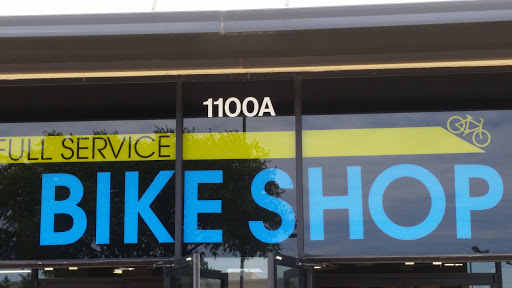 1100A
FULL SERVICE
BIKE SHOP